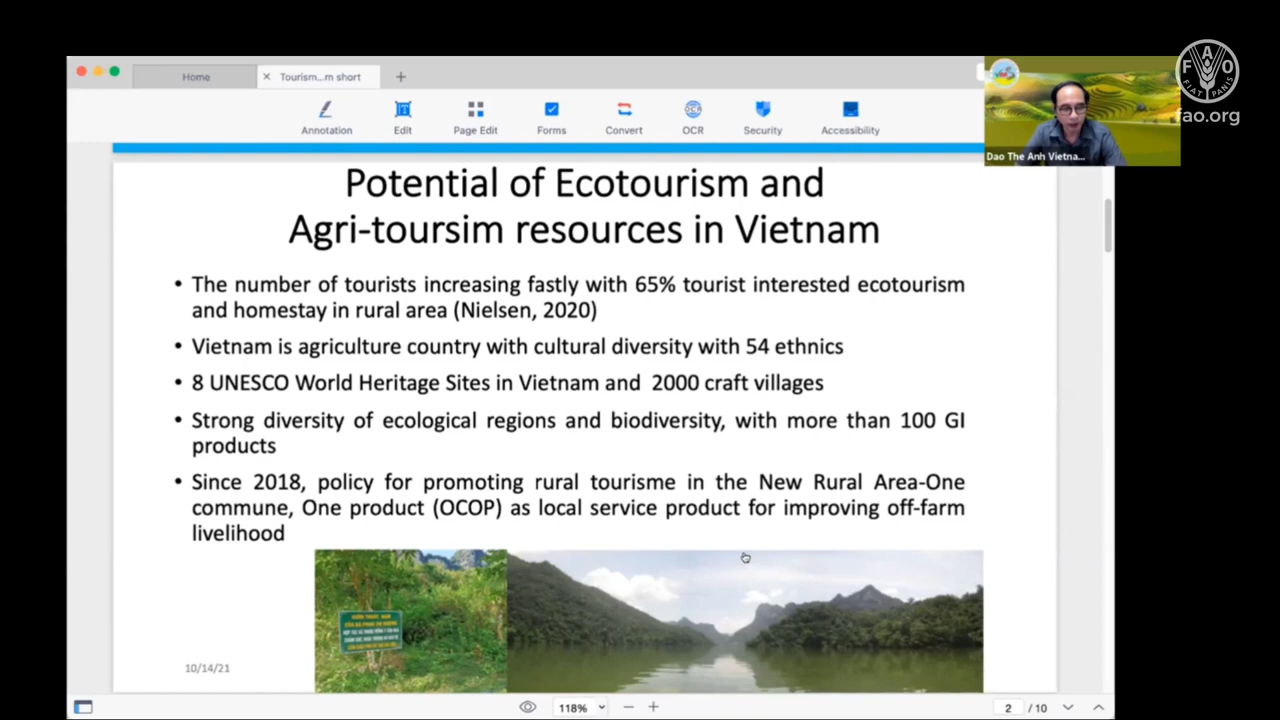 Home
Tourism...m short
Annotation
Edit
Page Edit
Forms
Convert
OCR
OCR
Security
Accessibility
F A O
FIAT PANIS
fao.org
Dao The Anh Vietna...
Potential of Ecotourism and
Agri-toursim resources in Vietnam
• The number of tourists increasing fastly with 65% tourist interested ecotourism
and homestay in rural area (Nielsen, 2020)
• Vietnam is agriculture country with cultural diversity with 54 ethnics
• 8 UNESCO World Heritage Sites in Vietnam and 2000 craft villages
• Strong diversity of ecological regions and biodiversity, with more than 100 GI
products
• Since 2018, policy for promoting rural tourisme in the New Rural Area-One
commune, One product (OCOP) as local service product for improving off-farm
livelihood
10/14/21
118%
2 / 10